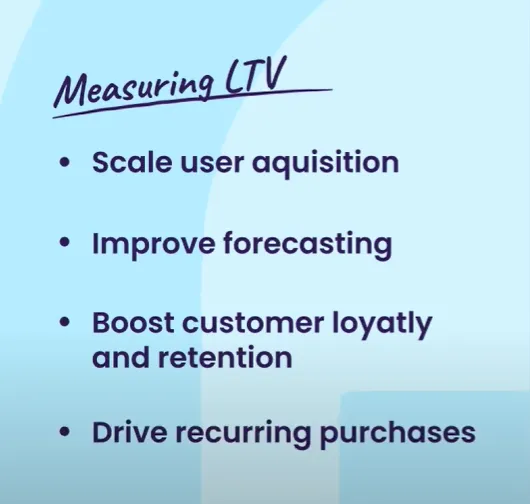 Measuring LTV
• Scale user aquisition
• Improve forecasting
• Boost customer loyatly
and retention
• Drive recurring purchases